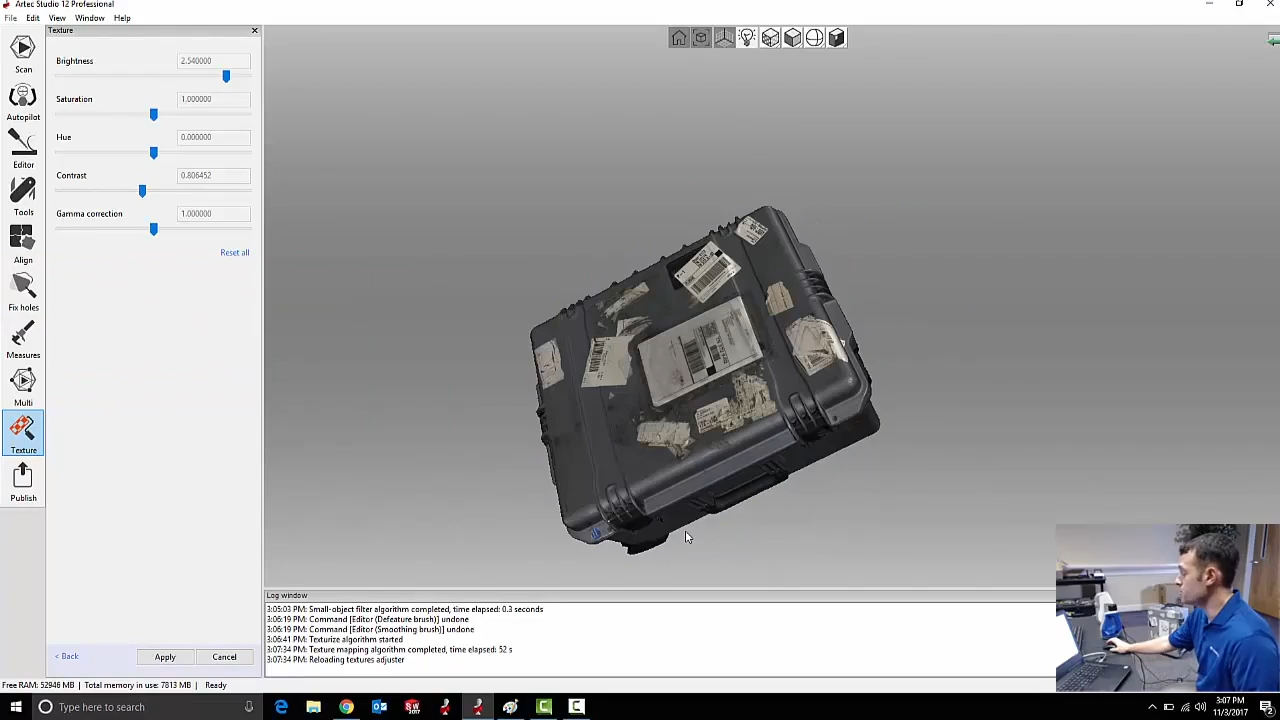 Artec Studio 12 Professional
File Edit View Window Help
Texture
Scan
Autopilot
Editor
Tools
Align
Fix holes
Measures
Multi
Texture
Publish
Brightness 2.540000
Saturation 1.000000
Hue 0.000000
Contrast 0.806452
Gamma correction 1.000000
Reset all
< Back Apply Cancel
Log window
3:05:03 PM: Small-object filter algorithm completed, time elapsed: 0.3 seconds
3:06:19 PM: Command [Editor (Defeature brush)] undone
3:06:19 PM: Command [Editor (Smoothing brush)] undone
3:06:41 PM: Texturize algorithm started
3:07:34 PM: Texture mapping algorithm completed, time elapsed: 52 s
3:07:34 PM: Reloading textures adjuster
Free RAM: 52946 MB | Total memory in use: 7813 MB | Ready
Type here to search
3:07 PM
11/3/2017